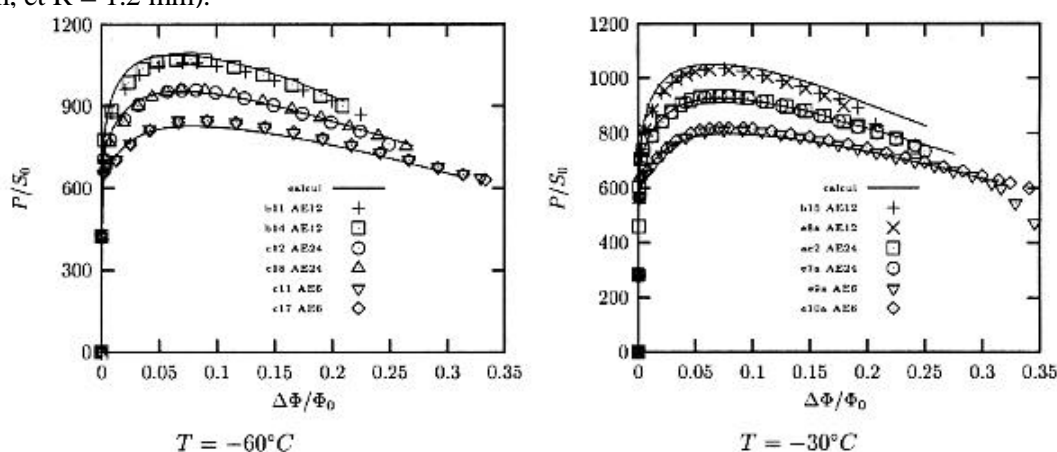 et R = 1.2 mm).
1200
900
600
300
0
P/S₀
calcul
b11 AE12
b14 AE12
c12 AE24
c18 AE24
c11 AE6
c17 AE6
0 0.05 0.1 0.15 0.2 0.25 0.3 0.35
ΔΦ/Φ₀
T = −60°C
1200
1000
800
600
400
200
0
P/S₀
calcul
b15 AE12
e8a AE12
ac2 AE24
e7a AE24
e9a AE6
e10a AE6
0 0.05 0.1 0.15 0.2 0.25 0.3 0.35
ΔΦ/Φ₀
T = −30°C